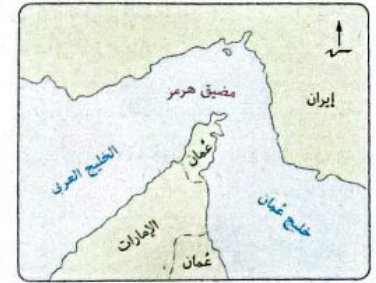 مضيق هرمز
إيران
عُمان
الخليج العربي
خليج عُمان
الإمارات
عُمان